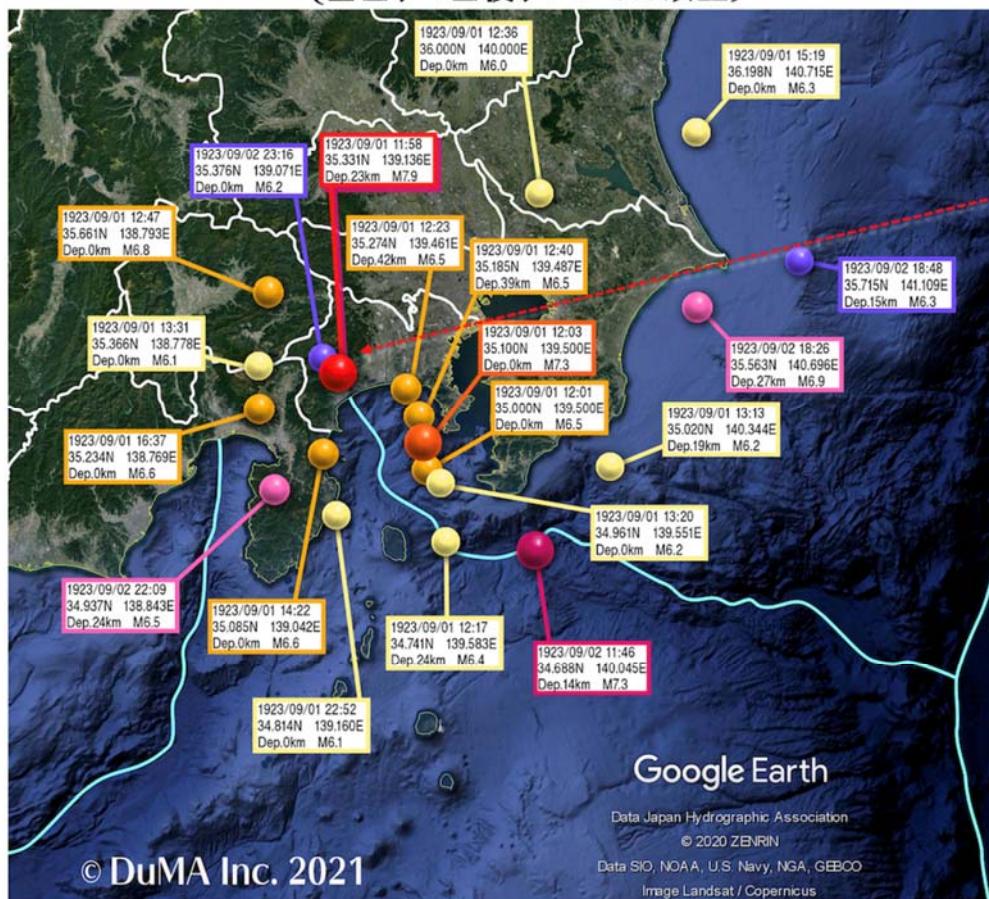 1923/09/01 12:36
36.000N 140.000E
Dep.0km M6.0
1923/09/01 15:19
36.198N 140.715E
Dep.0km M6.3
1923/09/02 23:16
35.376N 139.071E
Dep.0km M6.2
1923/09/01 11:58
35.331N 139.136E
Dep.23km M7.9
1923/09/01 12:47
35.661N 138.793E
Dep.0km M6.8
1923/09/01 12:23
35.274N 139.461E
Dep.42km M6.5
1923/09/01 12:40
35.185N 139.487E
Dep.39km M6.5
1923/09/02 18:48
35.715N 141.109E
Dep.15km M6.3
1923/09/01 13:31
35.366N 138.778E
Dep.0km M6.1
1923/09/01 12:03
35.100N 139.500E
Dep.0km M7.3
1923/09/02 18:26
35.563N 140.696E
Dep.27km M6.9
1923/09/01 12:01
35.000N 139.500E
Dep.0km M6.5
1923/09/01 13:13
35.020N 140.344E
Dep.19km M6.2
1923/09/01 16:37
35.234N 138.769E
Dep.0km M6.6
1923/09/01 13:20
34.961N 139.551E
Dep.0km M6.2
1923/09/02 22:09
34.937N 138.843E
Dep.24km M6.5
1923/09/01 14:22
35.085N 139.042E
Dep.0km M6.6
1923/09/01 12:17
34.741N 139.583E
Dep.24km M6.4
1923/09/02 11:46
34.688N 140.045E
Dep.14km M7.3
1923/09/01 22:52
34.814N 139.160E
Dep.0km M6.1
Google Earth
Data Japan Hydrographic Association
© 2020 ZENRIN
Data SIO, NOAA, U.S. Navy, NGA, GEBCO
Image Landsat / Copernicus
© DuMA Inc. 2021